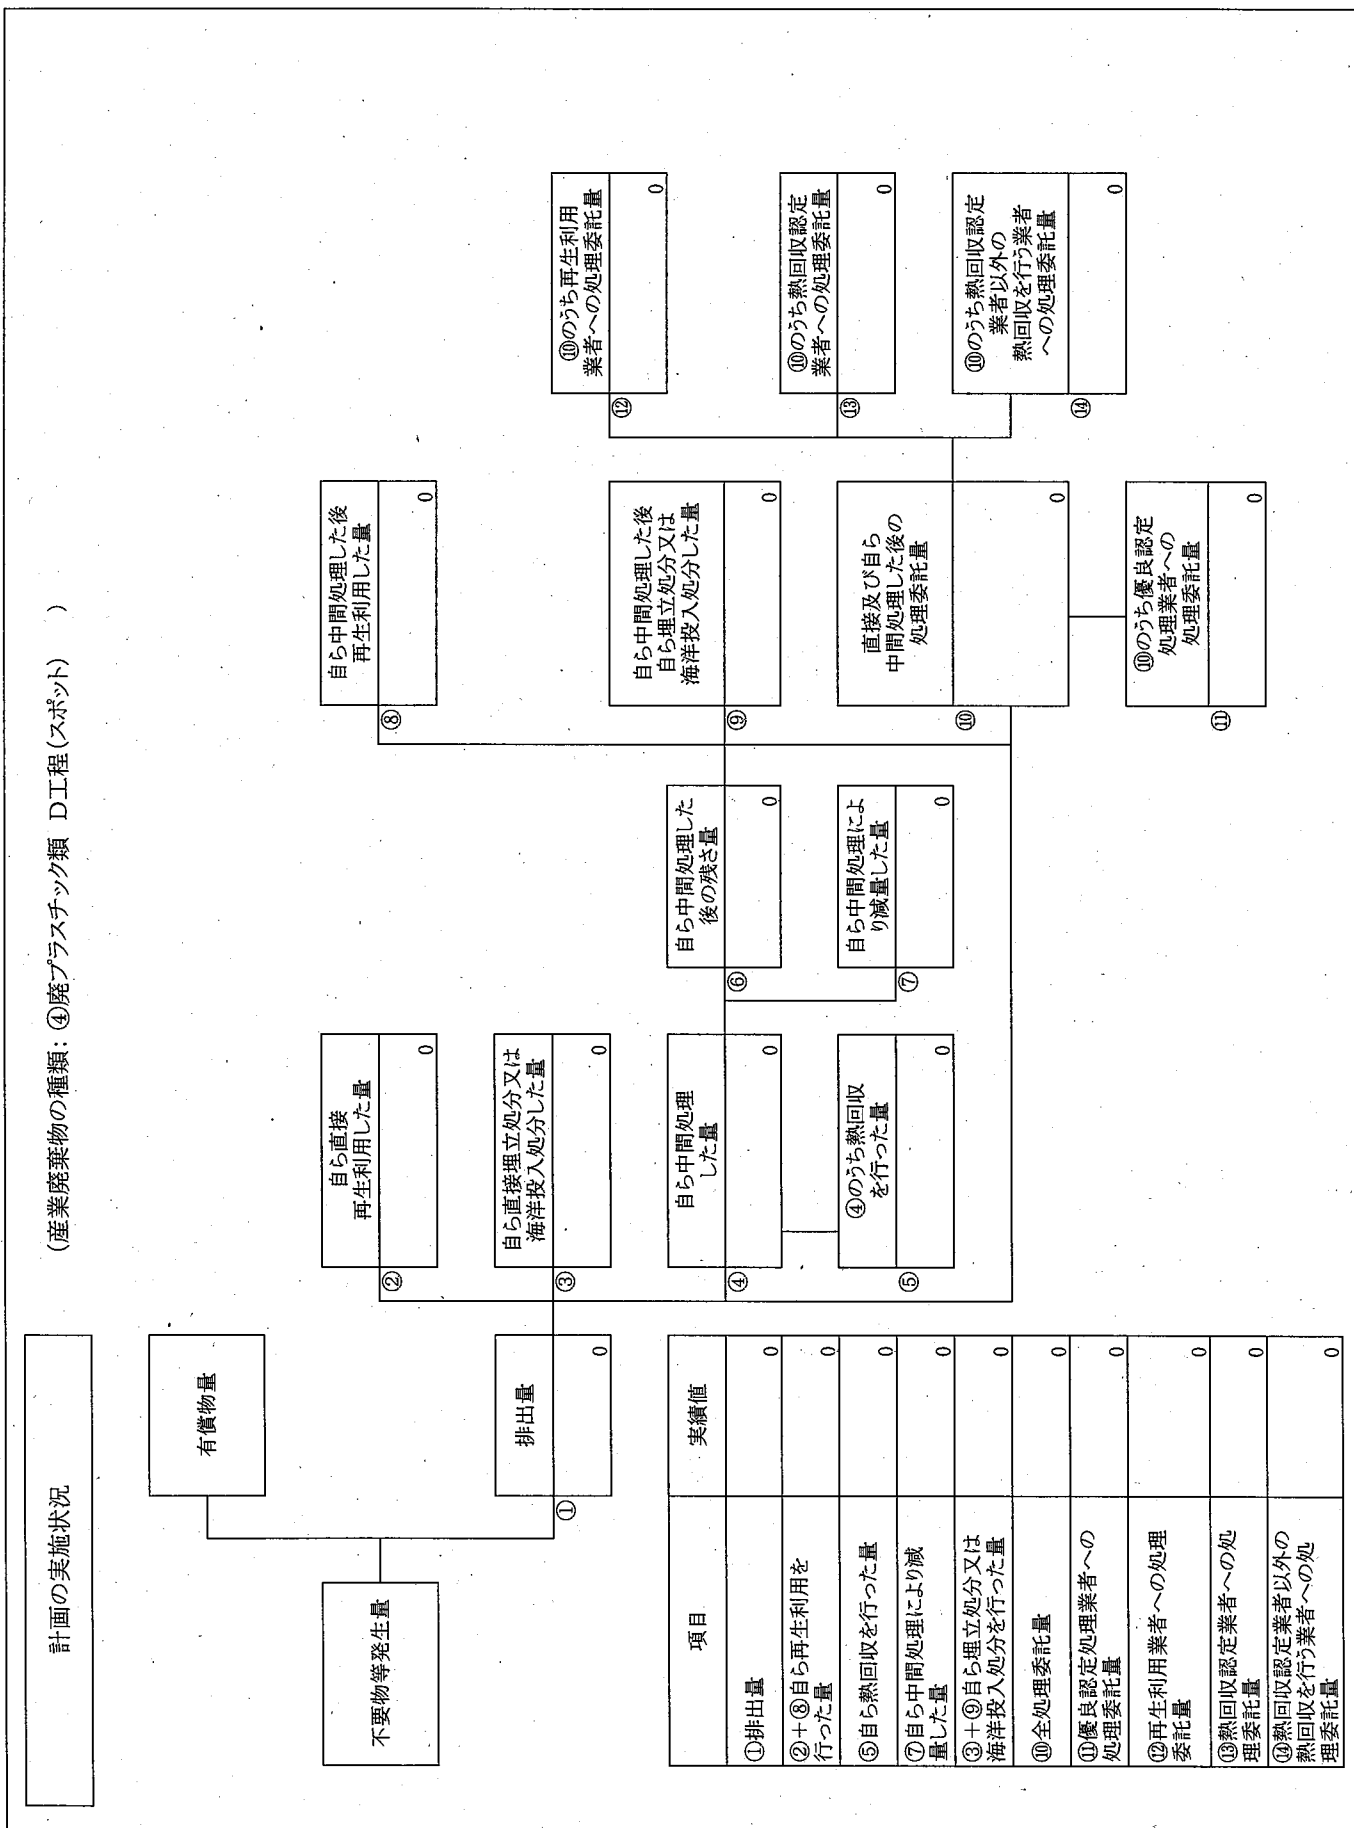 計画の実施状況
(産業廃棄物の種類：④廃プラスチック類 D工程(スポット) )
不要物等発生量
有償物量
①
排出量
0
②
自ら直接
再生利用した量
0
③
自ら直接埋立処分又は
海洋投入処分した量
0
④
自ら中間処理
した量
0
⑤
④のうち熱回収
を行った量
0
⑥
自ら中間処理した
後の残さ量
0
⑦
自ら中間処理によ
り減量した量
0
⑧
自ら中間処理した後
再生利用した量
0
⑨
自ら中間処理した後
自ら埋立処分又は
海洋投入処分した量
0
⑩
直接及び自ら
中間処理した後の
処理委託量
0
⑪
⑩のうち優良認定
処理業者への
処理委託量
0
⑫
⑩のうち再生利用
業者への処理委託量
0
⑬
⑩のうち熱回収認定
業者への処理委託量
0
⑭
⑩のうち熱回収認定
業者以外の
熱回収を行う業者
への処理委託量
0
項目 実績値
①排出量 0
②+⑧自ら再生利用を
行った量 0
⑤自ら熱回収を行った量 0
⑦自ら中間処理により減
量した量 0
③+⑨自ら埋立処分又は
海洋投入処分を行った量 0
⑩全処理委託量 0
⑪優良認定処理業者への
処理委託量 0
⑫再生利用業者への処理
委託量 0
⑬熱回収認定業者への処
理委託量 0
⑭熱回収認定業者以外の
熱回収を行う業者への処
理委託量 0